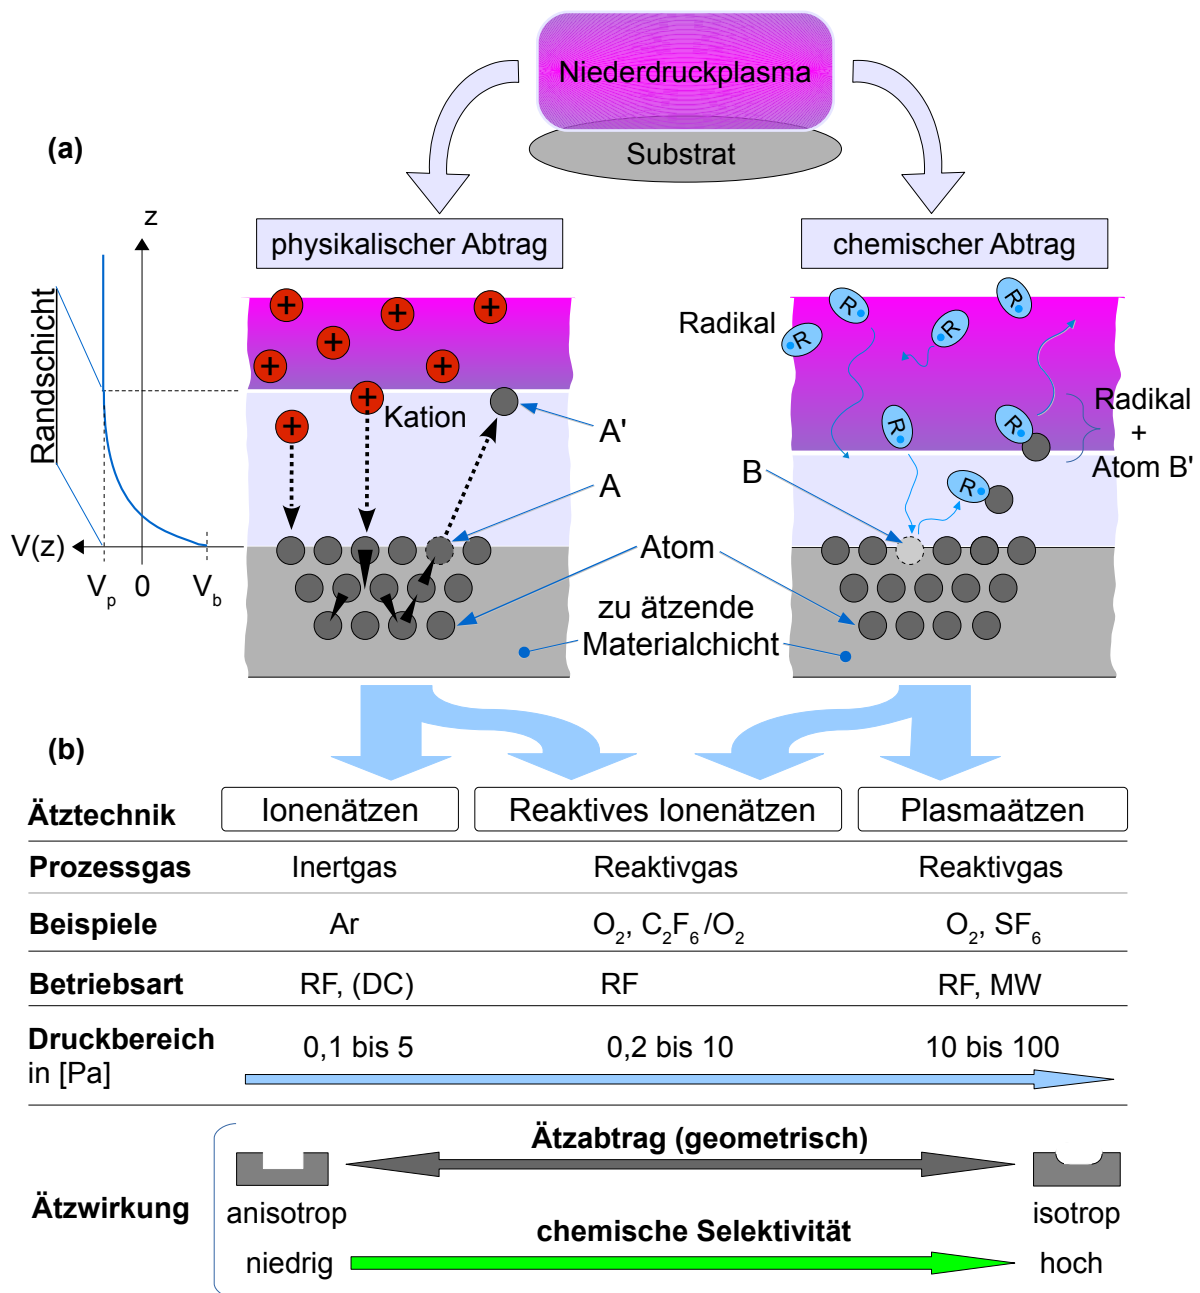 Niederdruckplasma
Substrat
(a)
z
physikalischer Abtrag
chemischer Abtrag
Randschicht
+ + +
+
+ +
+
+
Kation
A'
A
V(z)
V_p 0 V_b
Radikal
R R R
R
R R
R
Radikal
+
Atom B'
B
Atom
zu ätzende
Materialchicht
(b)
Ätztechnik Ionenätzen Reaktives Ionenätzen Plasmaätzen
Prozessgas Inertgas Reaktivgas Reaktivgas
Beispiele Ar O₂, C₂F₆/O₂ O₂, SF₆
Betriebsart RF, (DC) RF RF, MW
Druckbereich 0,1 bis 5 0,2 bis 10 10 bis 100
in [Pa]
Ätzabtrag (geometrisch)
Ätzwirkung
anisotrop isotrop
chemische Selektivität
niedrig hoch